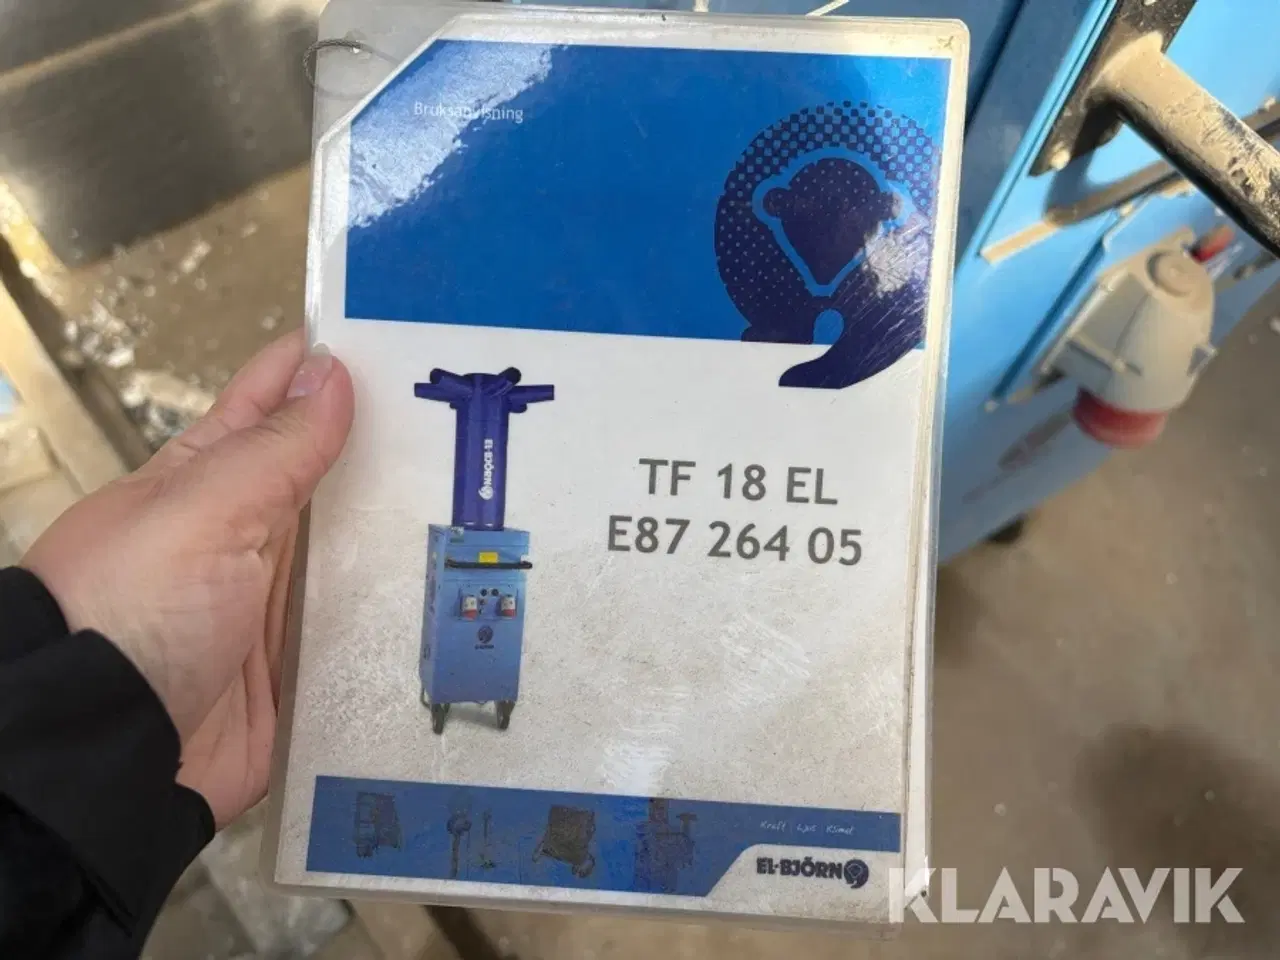 Bruksanvisning
EL-BJÖRN
TF 18 EL
E87 264 05
Kraft Ljus Klimat
EL-BJÖRN
KLARAVIK